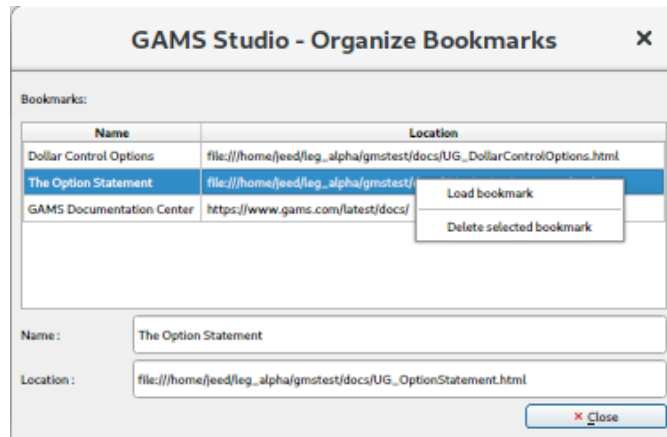 GAMS Studio - Organize Bookmarks
Bookmarks:
Name Location
Dollar Control Options file:///home/jeed/leg_alpha/gmstest/docs/UG_DollarControlOptions.html
The Option Statement file:///home/jeed/leg_alpha/gmstest/
Load bookmark
GAMS Documentation Center https://www.gams.com/latest/docs/
Delete selected bookmark
Name : The Option Statement
Location : file:///home/jeed/leg_alpha/gmstest/docs/UG_OptionStatement.html
Close